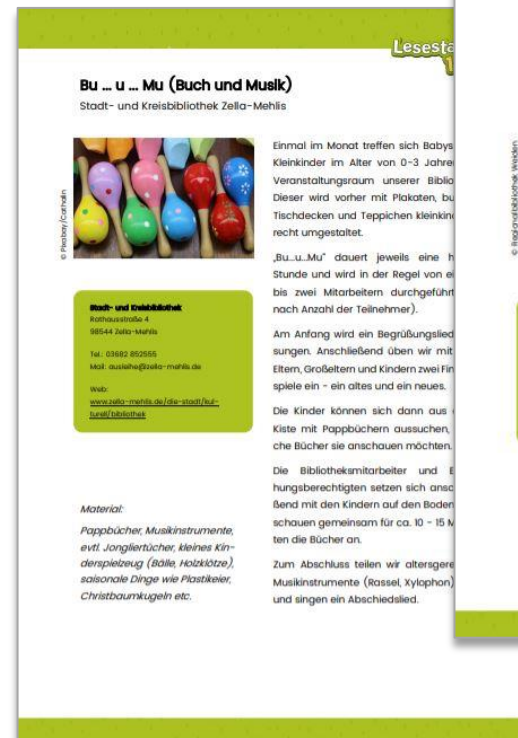 Lesesta
Bu ... u ... Mu (Buch und Musik)
Stadt- und Kreisbibliothek Zella-Mehlis
© Pixabay/Cathalin
Stadt- und Kreisbibliothek
Rathausstraße 4
98544 Zella-Mehlis
Tel.: 03682 852555
Mail: ausleihe@zella-mehlis.de
Web:
www.zella-mehlis.de/die-stadt/kul-
turell/bibliothek
Material:
Pappbücher, Musikinstrumente,
evtl. Jongliertücher, kleines Kin-
derspielzeug (Bälle, Holzklötze),
saisonale Dinge wie Plastikeier,
Christbaumkugeln etc.
Einmal im Monat treffen sich Babys
Kleinkinder im Alter von 0-3 Jahre
Veranstaltungsraum unserer Biblio
Dieser wird vorher mit Plakaten, bu
Tischdecken und Teppichen kleinkin
recht umgestaltet.
„Bu...u...Mu" dauert jeweils eine h
Stunde und wird in der Regel von e
bis zwei Mitarbeitern durchgeführt
nach Anzahl der Teilnehmer).
Am Anfang wird ein Begrüßungslied
sungen. Anschließend üben wir mit
Eltern, Großeltern und Kindern zwei Fin
spiele ein - ein altes und ein neues.
Die Kinder können sich dann aus
Kiste mit Pappbüchern aussuchen,
che Bücher sie anschauen möchten.
Die Bibliotheksmitarbeiter und E
hungsberechtigten setzen sich ansc
ßend mit den Kindern auf den Boden
schauen gemeinsam für ca. 10 - 15 M
ten die Bücher an.
Zum Abschluss teilen wir altersgere
Musikinstrumente (Rassel, Xylophon)
und singen ein Abschiedslied.
© Regionalbibliothek Weiden